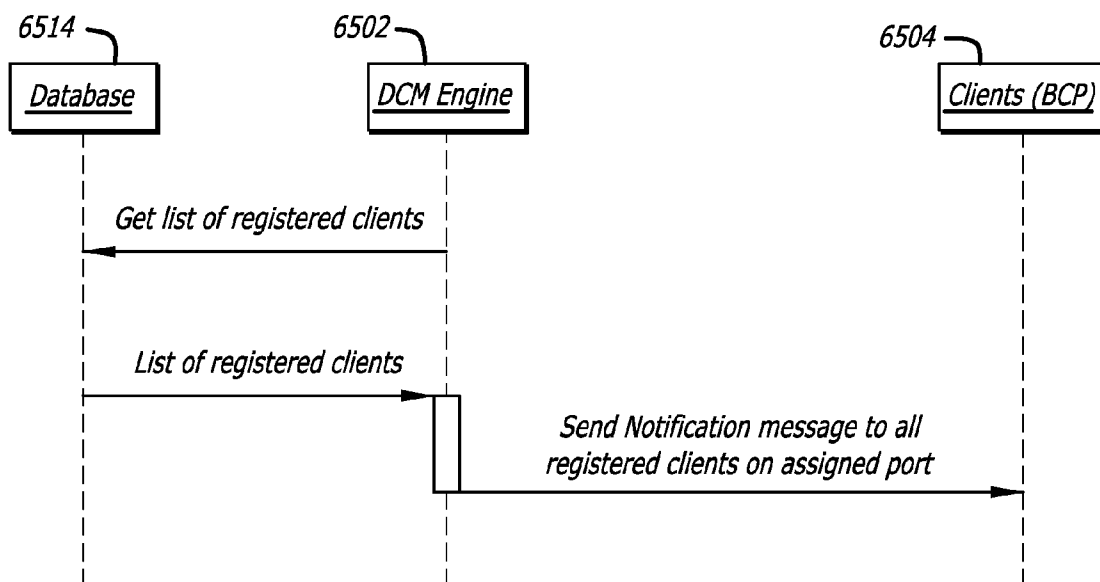 6514
6502
6504
Database
DCM Engine
Clients (BCP)
Get list of registered clients
List of registered clients
Send Notification message to all
registered clients on assigned port